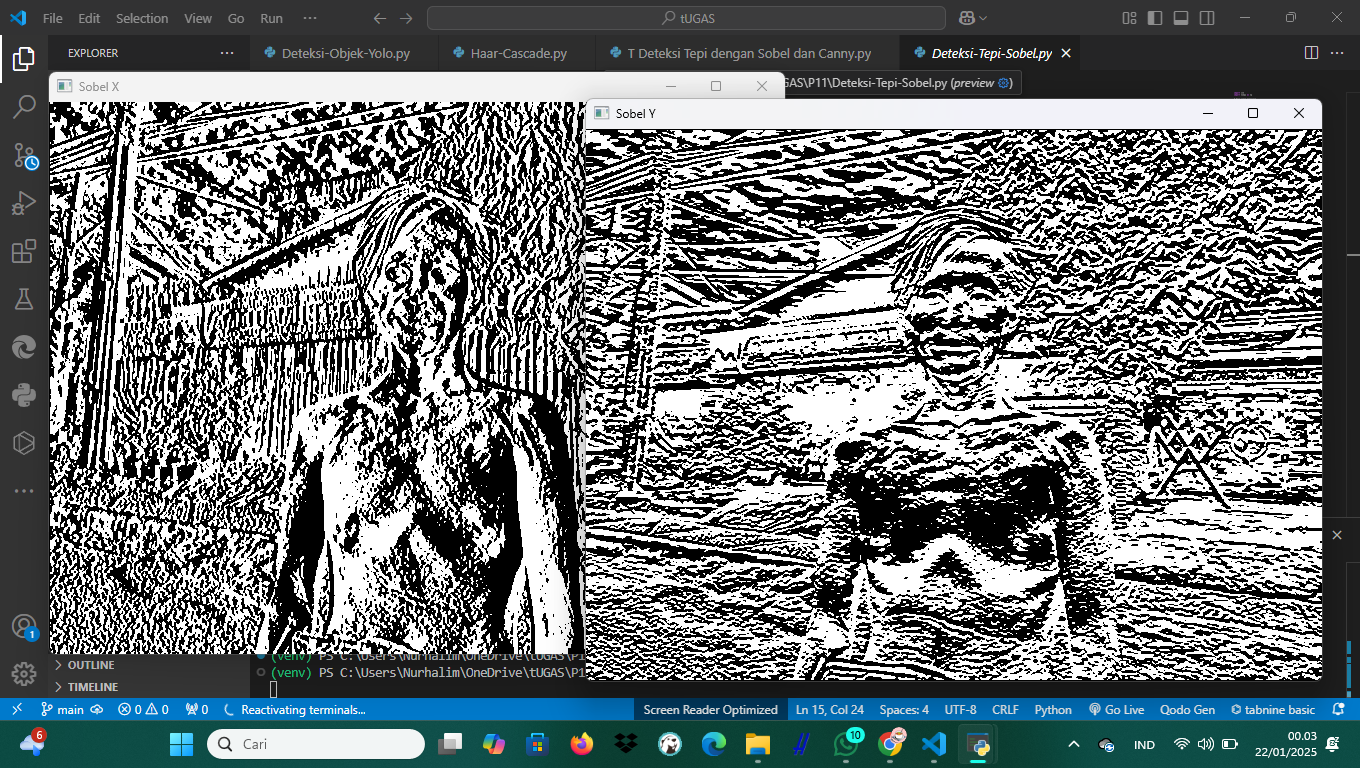 File Edit Selection View Go Run ··· tUGAS
EXPLORER ··· Deteksi-Objek-Yolo.py Haar-Cascade.py T Deteksi Tepi dengan Sobel dan Canny.py Deteksi-Tepi-Sobel.py
Sobel X
GAS\P11\Deteksi-Tepi-Sobel.py (preview )
Sobel Y
(venv) PS C:\Users\Nurhalim\OneDrive\tUGAS\P1
OUTLINE
(venv) PS C:\Users\Nurhalim\OneDrive\tUGAS\P1
1
TIMELINE
main 0 0 0 Reactivating terminals... Screen Reader Optimized Ln 15, Col 24 Spaces: 4 UTF-8 CRLF Python Go Live Qodo Gen tabnine basic
6 Cari 10 IND 00.03
22/01/2025